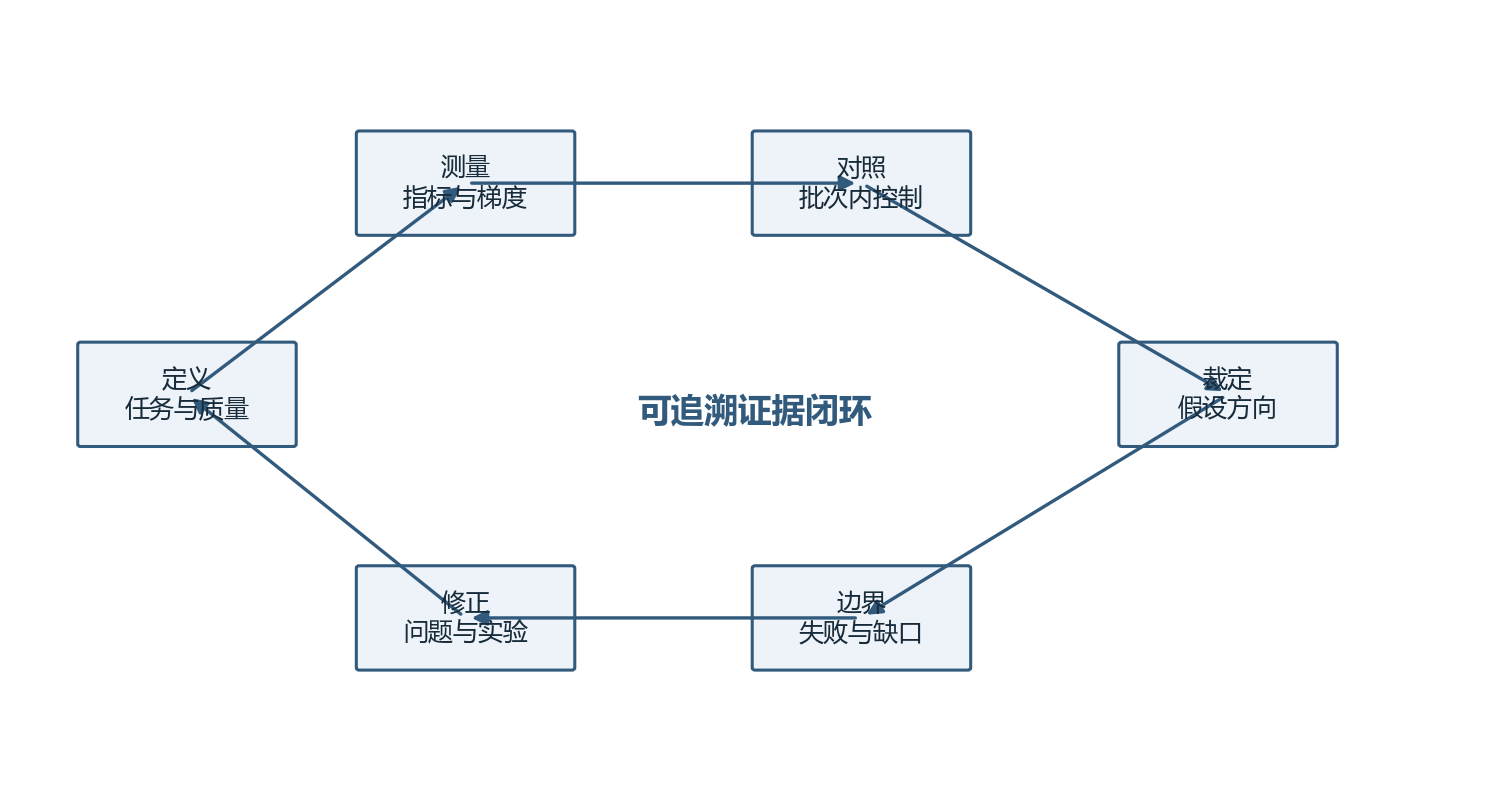 测量
指标与梯度
对照
批次内控制
定义
任务与质量
可追溯证据闭环
裁定
假设方向
修正
问题与实验
边界
失败与缺口